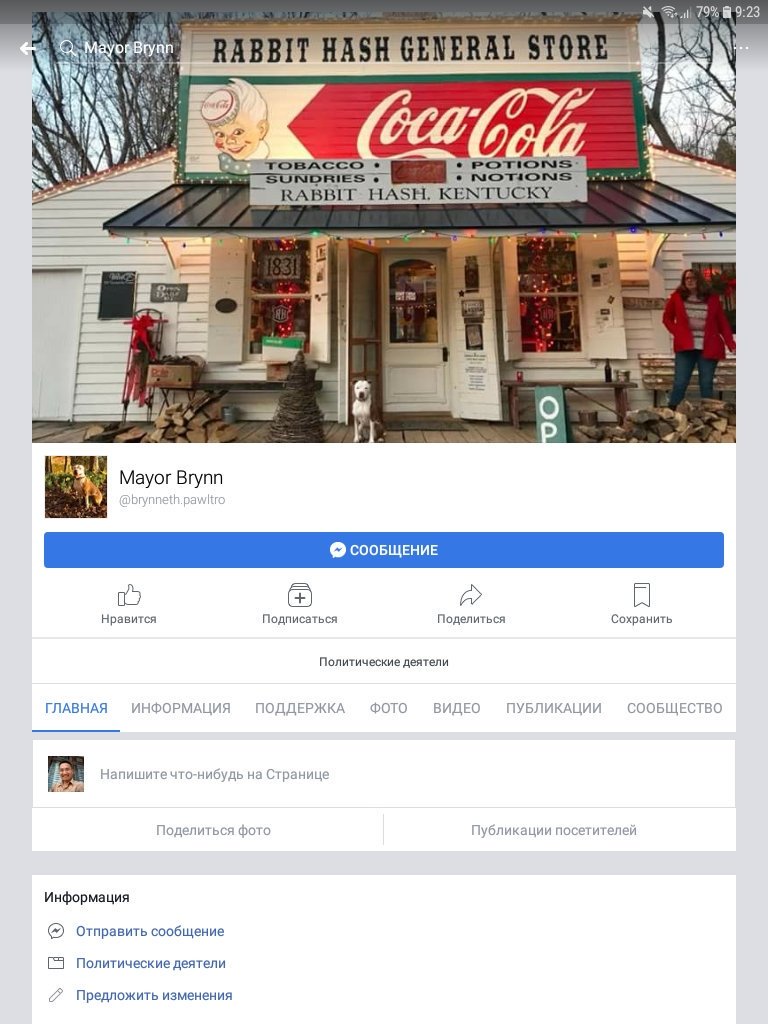 79% 9:23
Mayor Brynn
RABBIT HASH GENERAL STORE
Coca-Cola
TOBACCO • • POTIONS
SUNDRIES • • NOTIONS
RABBIT HASH, KENTUCKY
1831
OP
Mayor Brynn
@brynneth.pawltro
СООБЩЕНИЕ
Нравится Подписаться Поделиться Сохранить
Политические деятели
ГЛАВНАЯ ИНФОРМАЦИЯ ПОДДЕРЖКА ФОТО ВИДЕО ПУБЛИКАЦИИ СООБЩЕСТВО
Напишите что-нибудь на Странице
Поделиться фото Публикации посетителей
Информация
Отправить сообщение
Политические деятели
Предложить изменения